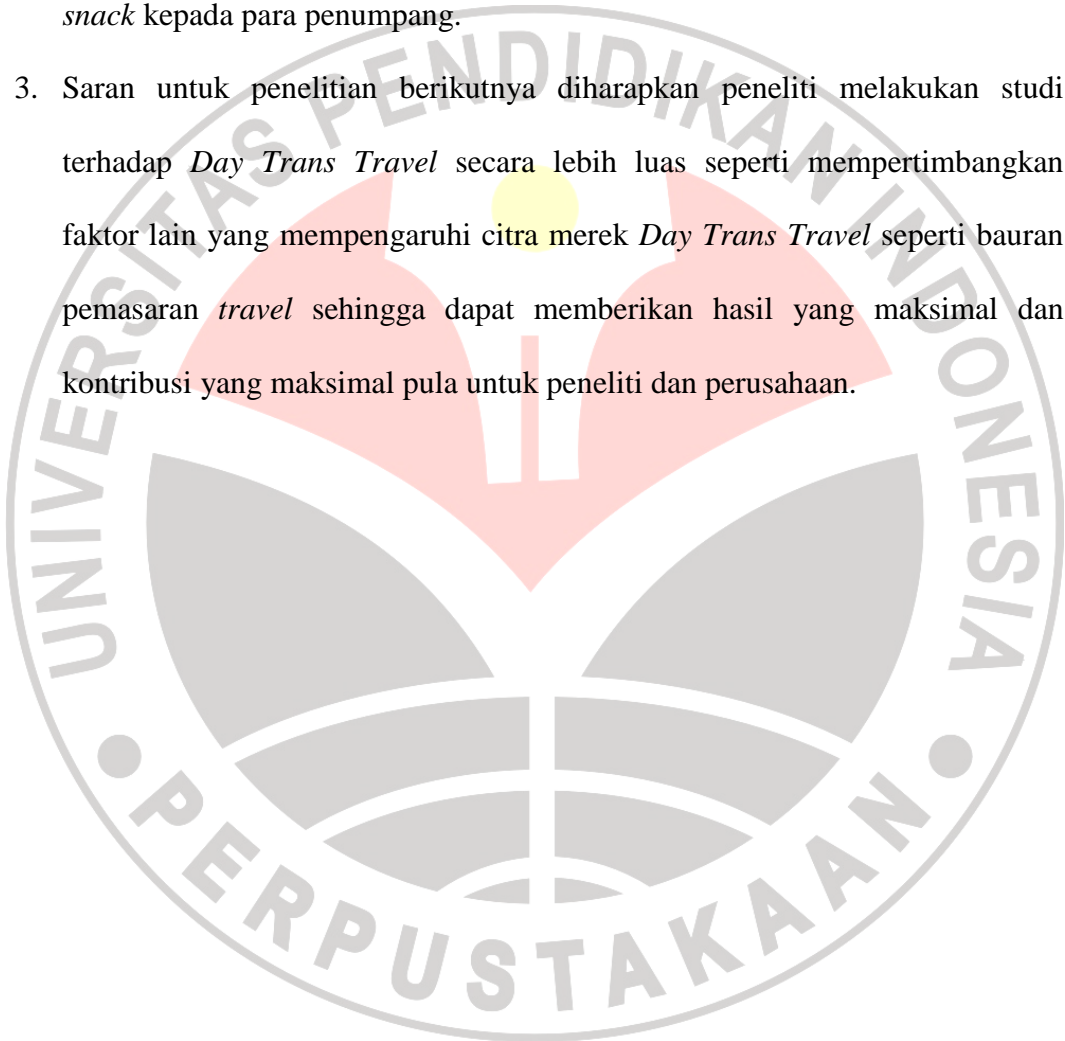 snack kepada para penumpang.
3. Saran untuk penelitian berikutnya diharapkan peneliti melakukan studi
terhadap Day Trans Travel secara lebih luas seperti mempertimbangkan
faktor lain yang mempengaruhi citra merek Day Trans Travel seperti bauran
pemasaran travel sehingga dapat memberikan hasil yang maksimal dan
kontribusi yang maksimal pula untuk peneliti dan perusahaan.
UNIVERSITAS PENDIDIKAN INDONESIA
PERPUSTAKAAN